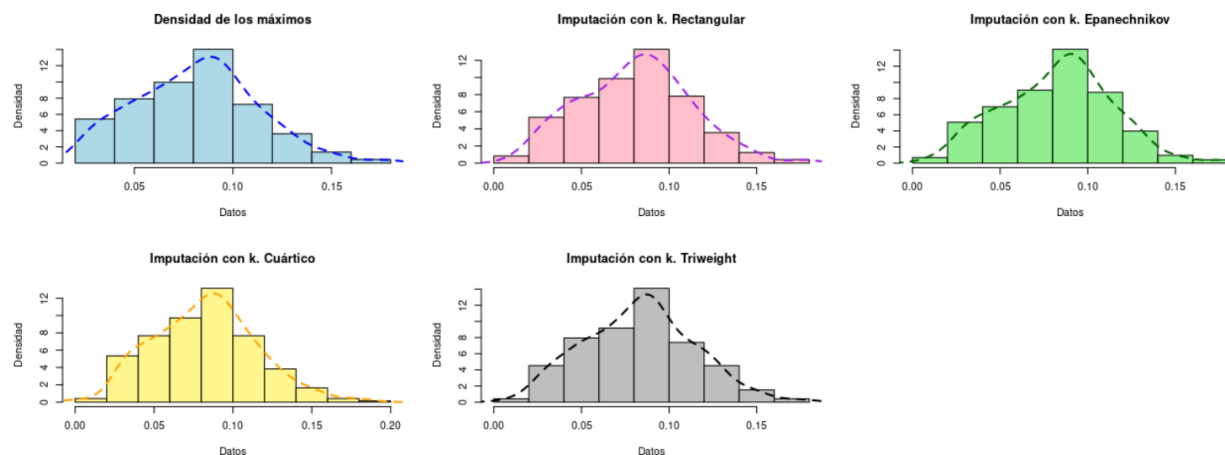 Densidad de los máximos
Densidad
0 2 4 6 8 12
0.05 0.10 0.15
Datos
Imputación con k. Rectangular
Densidad
0 2 4 6 8 12
0.00 0.05 0.10 0.15
Datos
Imputación con k. Epanechnikov
Densidad
0 2 4 6 8 12
0.00 0.05 0.10 0.15
Datos
Imputación con k. Cuártico
Densidad
0 2 4 6 8 12
0.00 0.05 0.10 0.15 0.20
Datos
Imputación con k. Triweight
Densidad
0 2 4 6 8 12
0.00 0.05 0.10 0.15
Datos